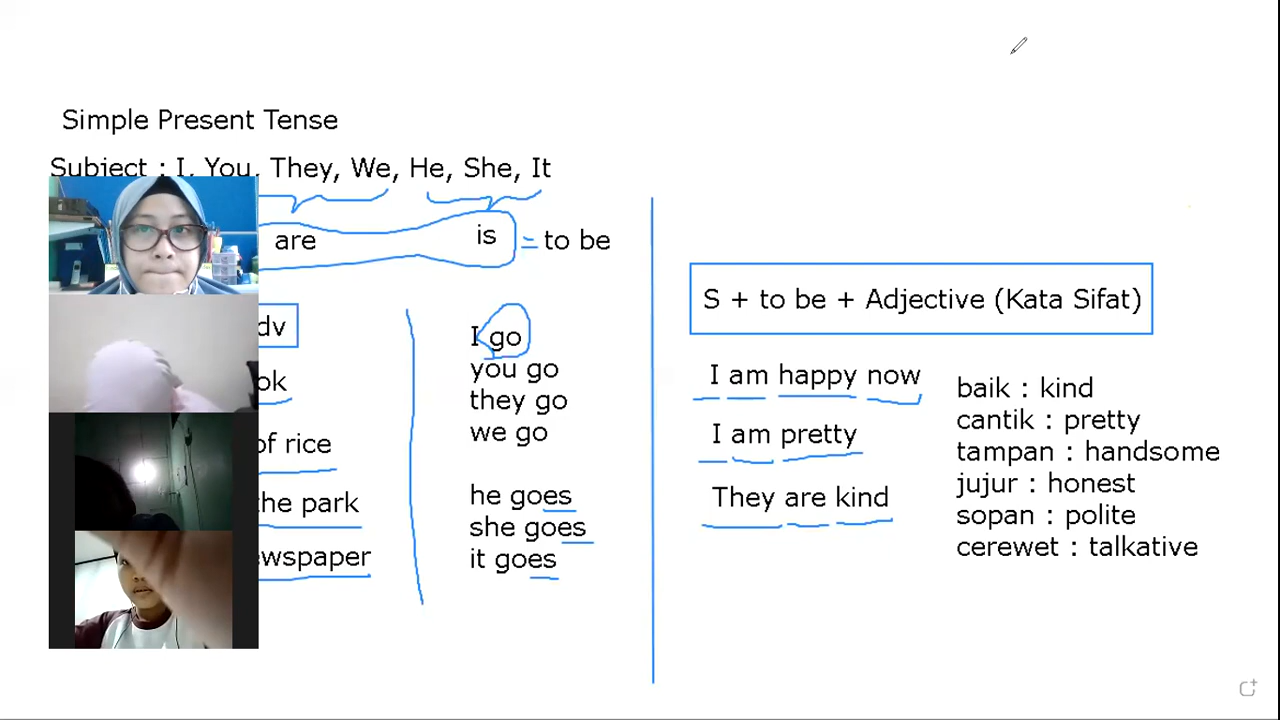 Simple Present Tense
Subject : I, You, They, We, He, She, It
are is = to be
dv
ok
of rice
the park
ewspaper
I go
you go
they go
we go
he goes
she goes
it goes
S + to be + Adjective (Kata Sifat)
I am happy now
I am pretty
They are kind
baik : kind
cantik : pretty
tampan : handsome
jujur : honest
sopan : polite
cerewet : talkative